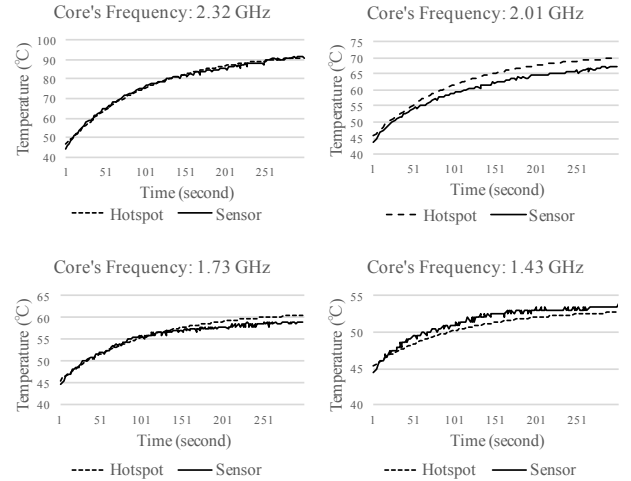 Core's Frequency: 2.32 GHz
Temperature (℃)
100
90
80
70
60
50
40
1 51 101 151 201 251
Time (second)
Hotspot Sensor
Core's Frequency: 2.01 GHz
Temperature (℃)
75
70
65
60
55
50
45
40
1 51 101 151 201 251
Time (second)
Hotspot Sensor
Core's Frequency: 1.73 GHz
Temperature (℃)
65
60
55
50
45
40
1 51 101 151 201 251
Time (second)
Hotspot Sensor
Core's Frequency: 1.43 GHz
Temperature (℃)
55
50
45
40
1 51 101 151 201 251
Time (second)
Hotspot Sensor